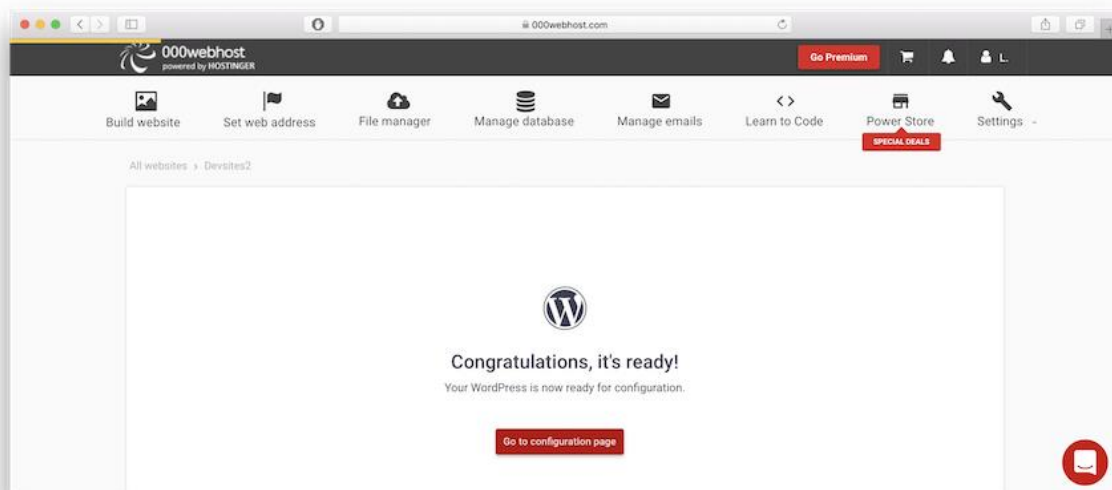 000webhost.com
000webhost
powered by HOSTINGER
Go Premium
L.
Build website
Set web address
File manager
Manage database
Manage emails
Learn to Code
Power Store
Settings
SPECIAL DEALS
All websites › Devsites2
Congratulations, it's ready!
Your WordPress is now ready for configuration.
Go to configuration page